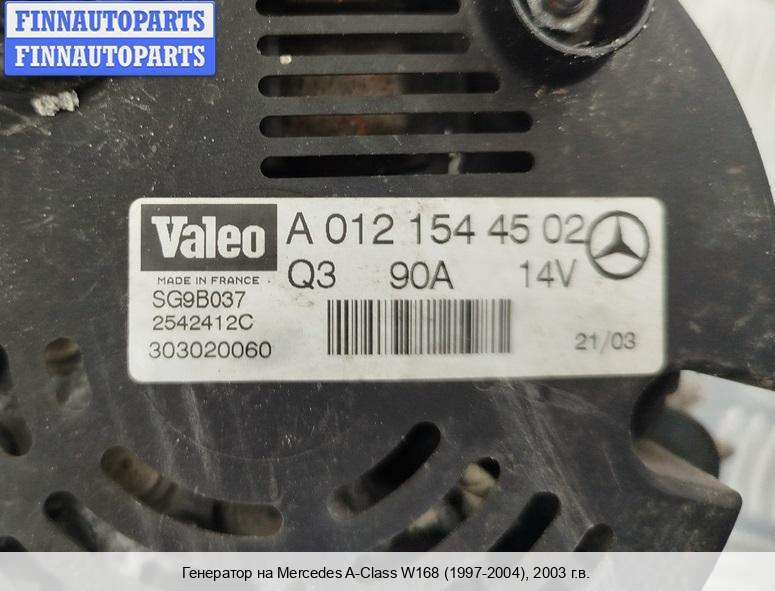 FINNAUTOPARTS
FINNAUTOPARTS
Valeo A 012 154 45 02
MADE IN FRANCE Q3 90A 14V
SG9B037
2542412C
303020060
21/03
Генератор на Mercedes A-Class W168 (1997-2004), 2003 г.в.